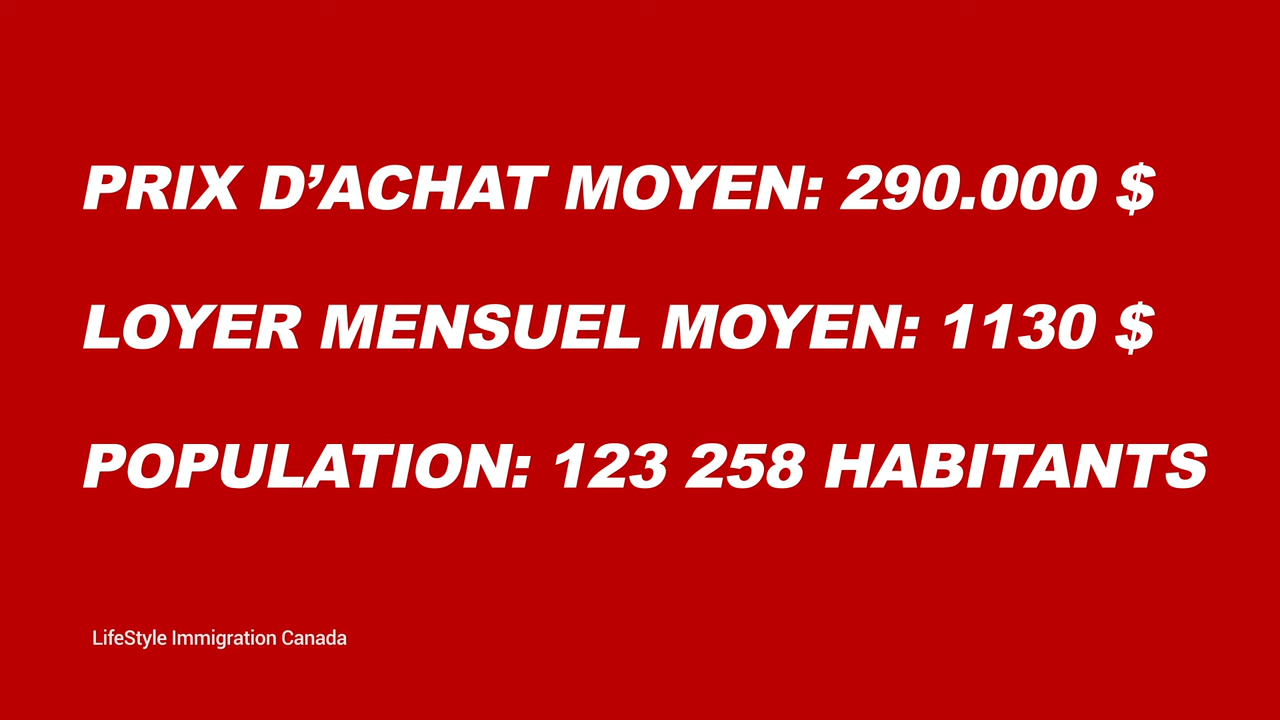 PRIX D’ACHAT MOYEN: 290.000 $
LOYER MENSUEL MOYEN: 1130 $
POPULATION: 123 258 HABITANTS
LifeStyle Immigration Canada